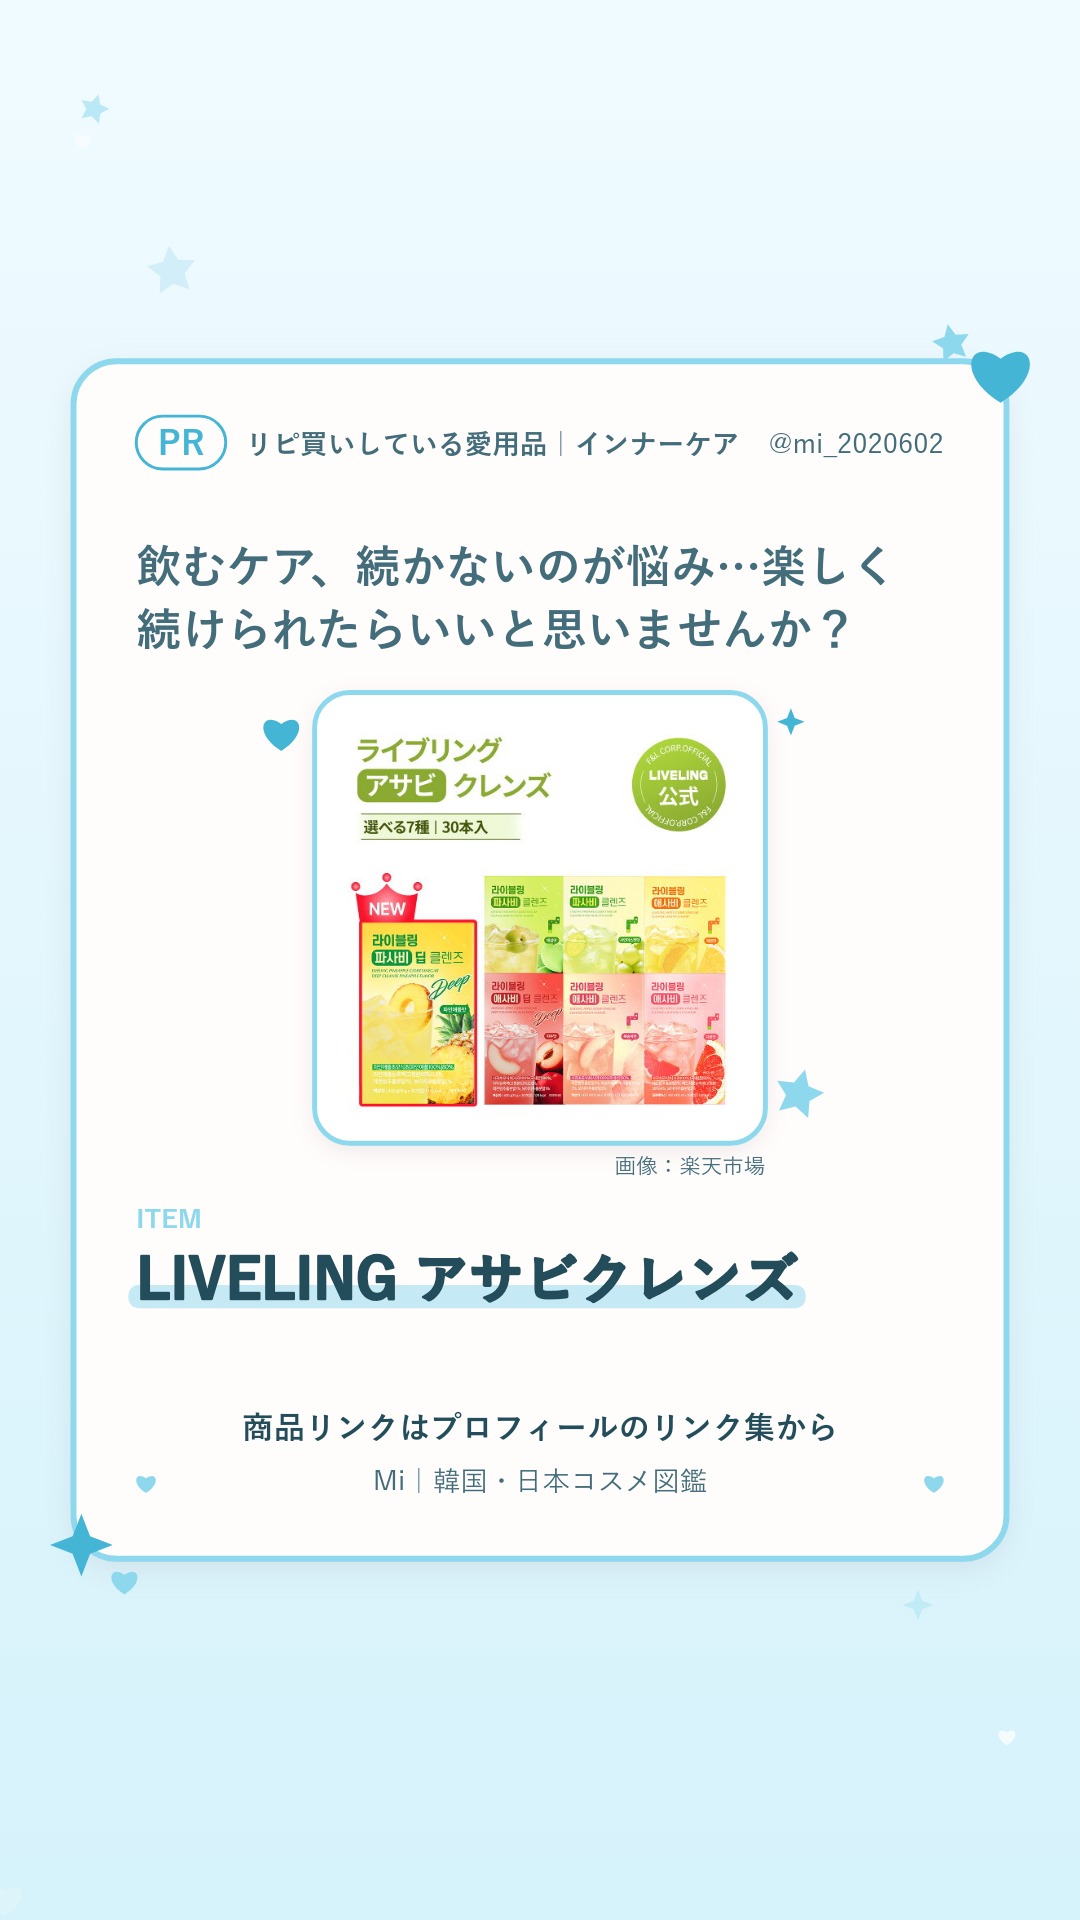 PR リピ買いしている愛用品｜インナーケア @mi_2020602
飲むケア、続かないのが悩み…楽しく
続けられたらいいと思いませんか？
ライブリング
アサビ クレンズ
選べる7種 | 30本入
F&L CORP.OFFICIAL
LIVELING
公式
F&L CORP.OFFICIAL
NEW
라이블링
파사비 딥 클렌즈
Deep
파인애플맛
라이블링
파사비 클렌즈
라이블링
파사비 클렌즈
라이블링
애사비 클렌즈
라이블링
애사비 딥 클렌즈
Deep
라이블링
애사비 클렌즈
라이블링
애사비 클렌즈
画像：楽天市場
ITEM
LIVELING アサビクレンズ
商品リンクはプロフィールのリンク集から
Mi｜韓国・日本コスメ図鑑